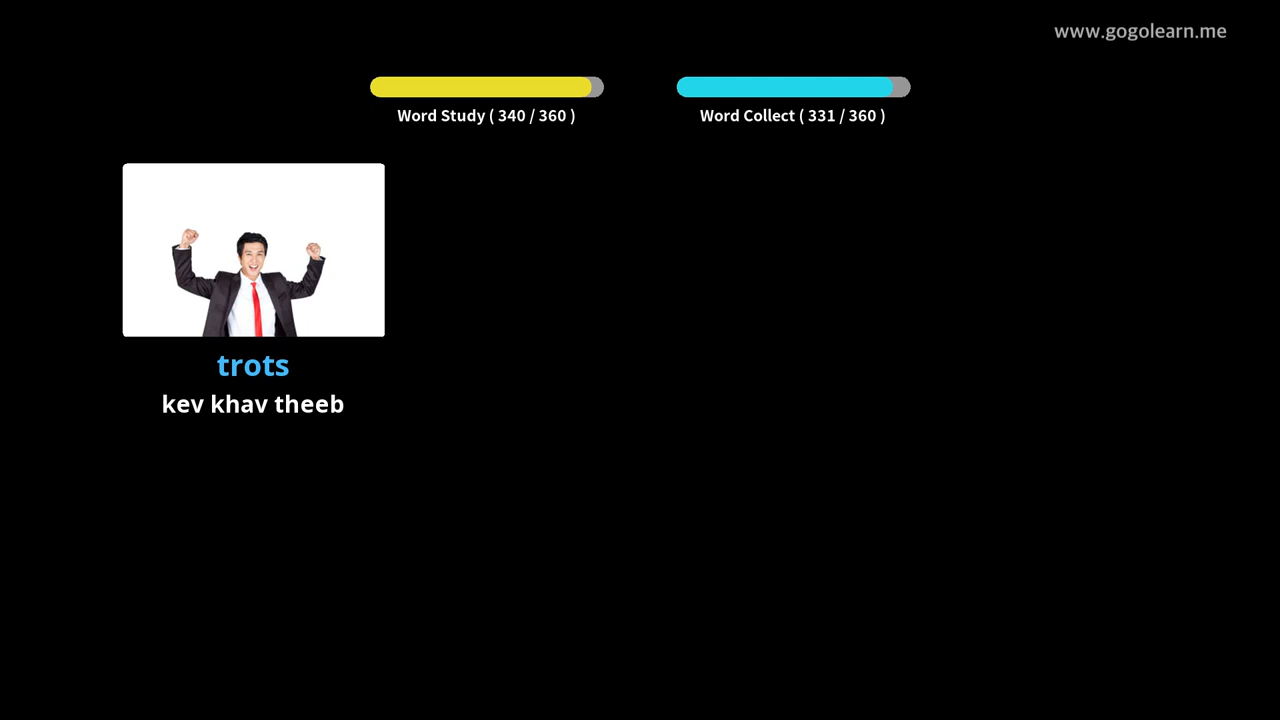 www.gogolearn.me
Word Study ( 340 / 360 )
Word Collect ( 331 / 360 )
trots
kev khav theeb